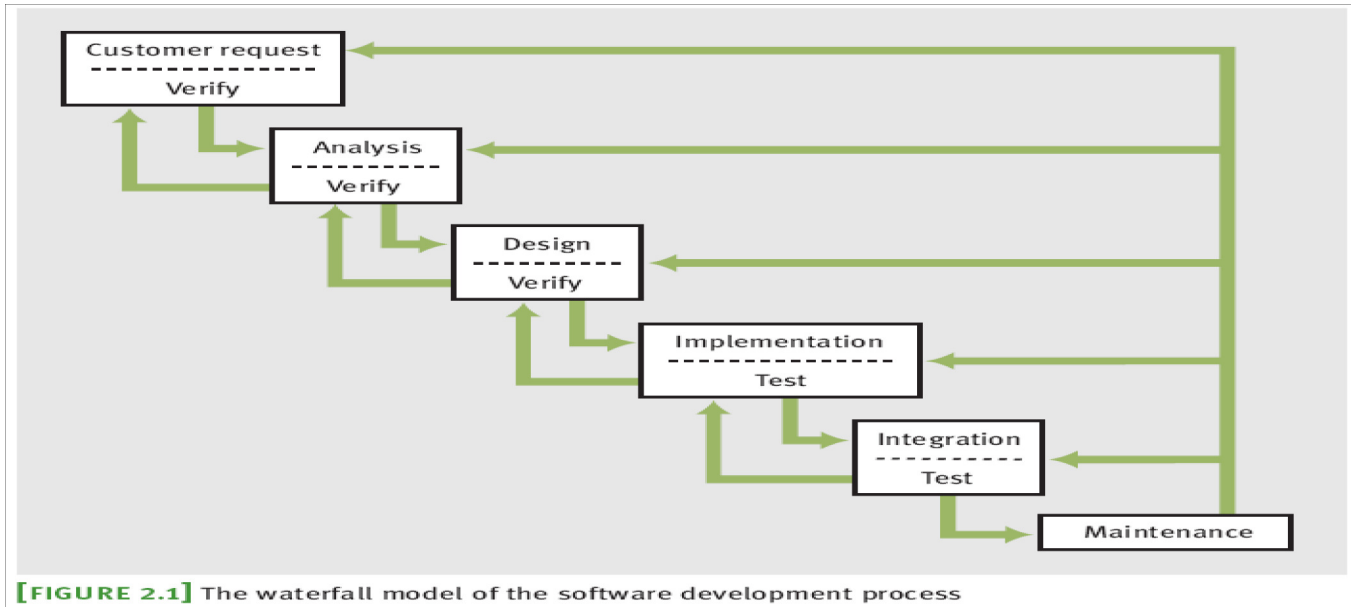 Customer request
Verify
Analysis
Verify
Design
Verify
Implementation
Test
Integration
Test
Maintenance
[FIGURE 2.1] The waterfall model of the software development process